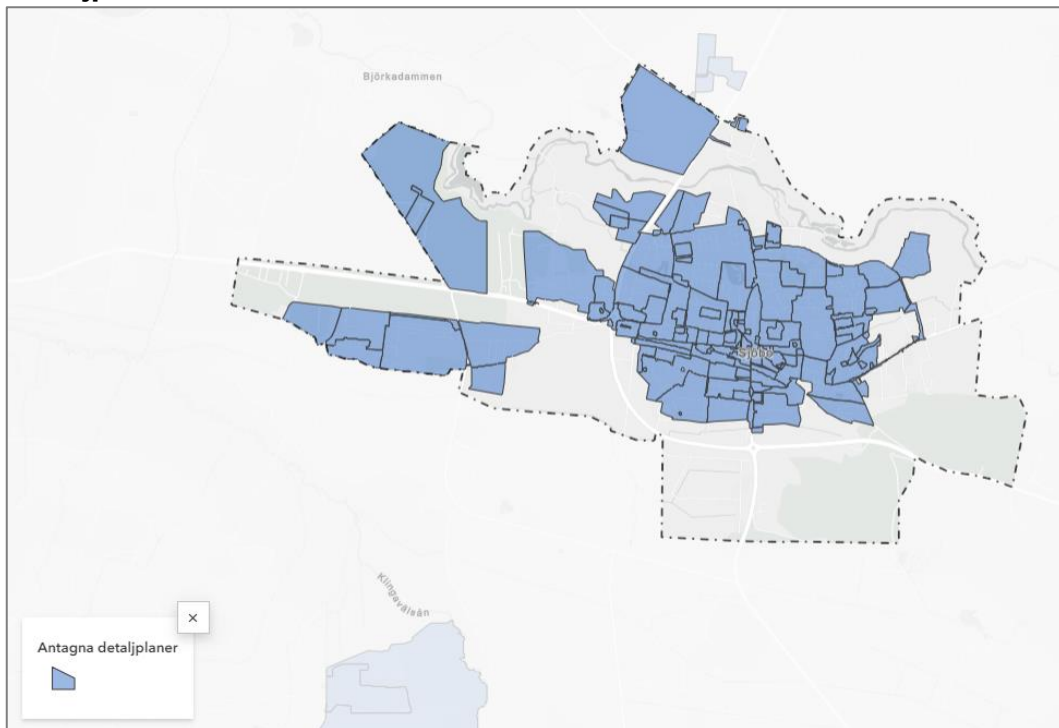 Björkadammen
Sjöbo
Klingavälsån
×
Antagna detaljplaner